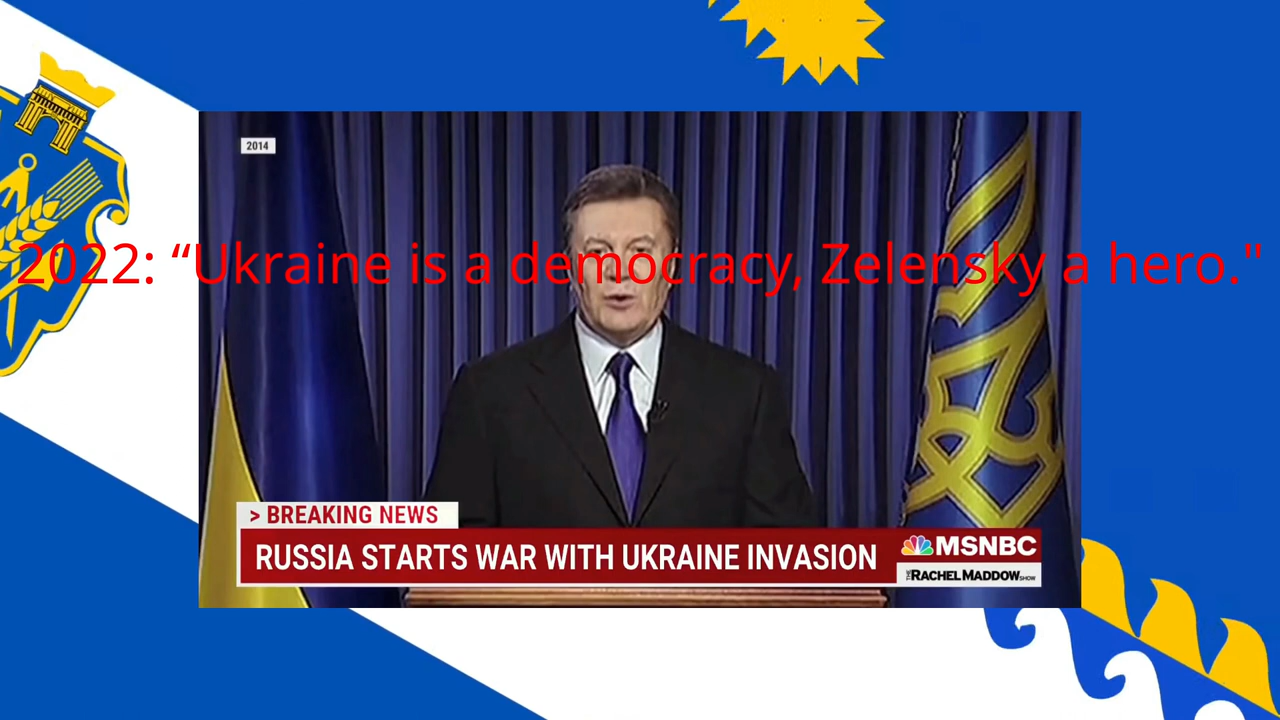 2014
2022: “Ukraine is a democracy, Zelensky a hero."
> BREAKING NEWS
RUSSIA STARTS WAR WITH UKRAINE INVASION
MSNBC
THE RACHEL MADDOW SHOW